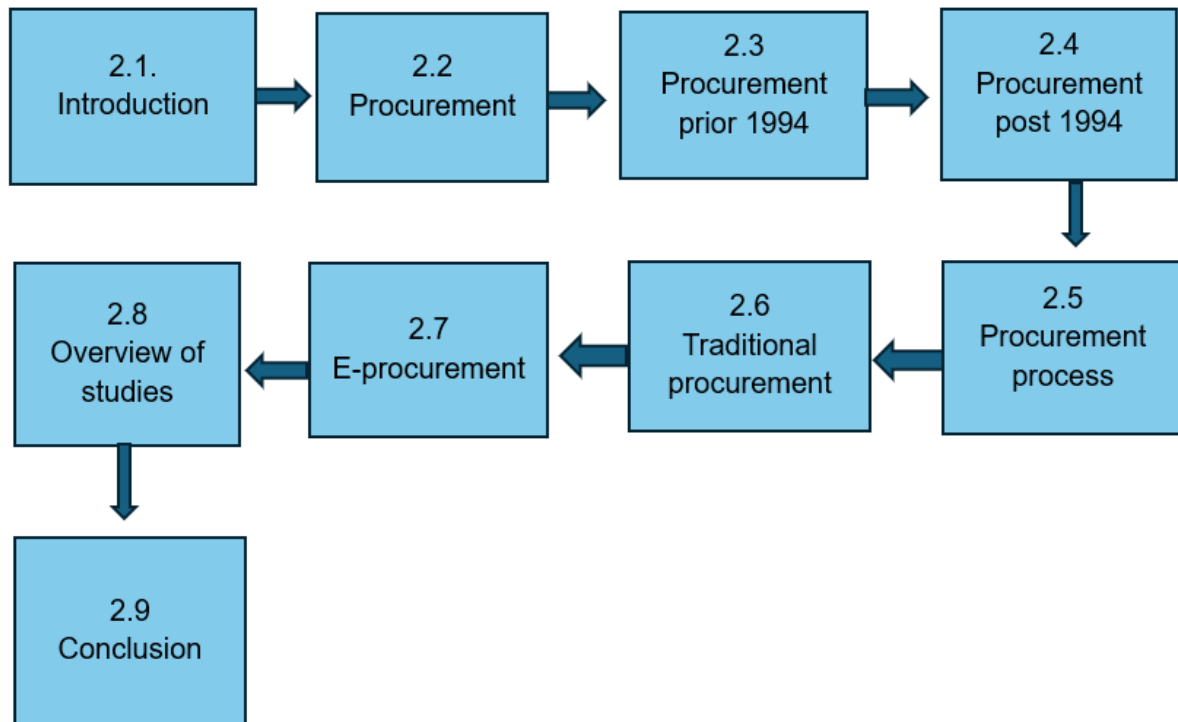 2.1.
Introduction
2.2
Procurement
2.3
Procurement
prior 1994
2.4
Procurement
post 1994
2.5
Procurement
process
2.6
Traditional
procurement
2.7
E-procurement
2.8
Overview of
studies
2.9
Conclusion